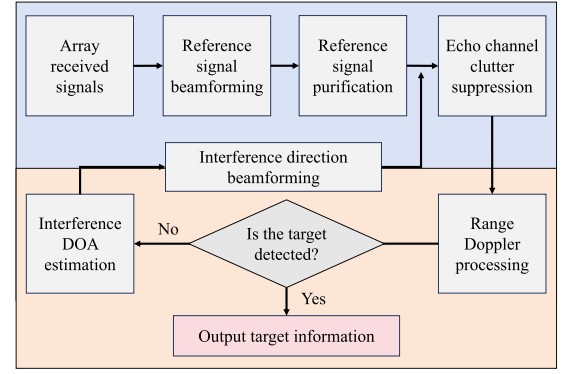 Array
received
signals
Reference
signal
beamforming
Reference
signal
purification
Echo channel
clutter
suppression
Interference direction
beamforming
Interference
DOA
estimation
No
Is the target
detected?
Range
Doppler
processing
Yes
Output target information